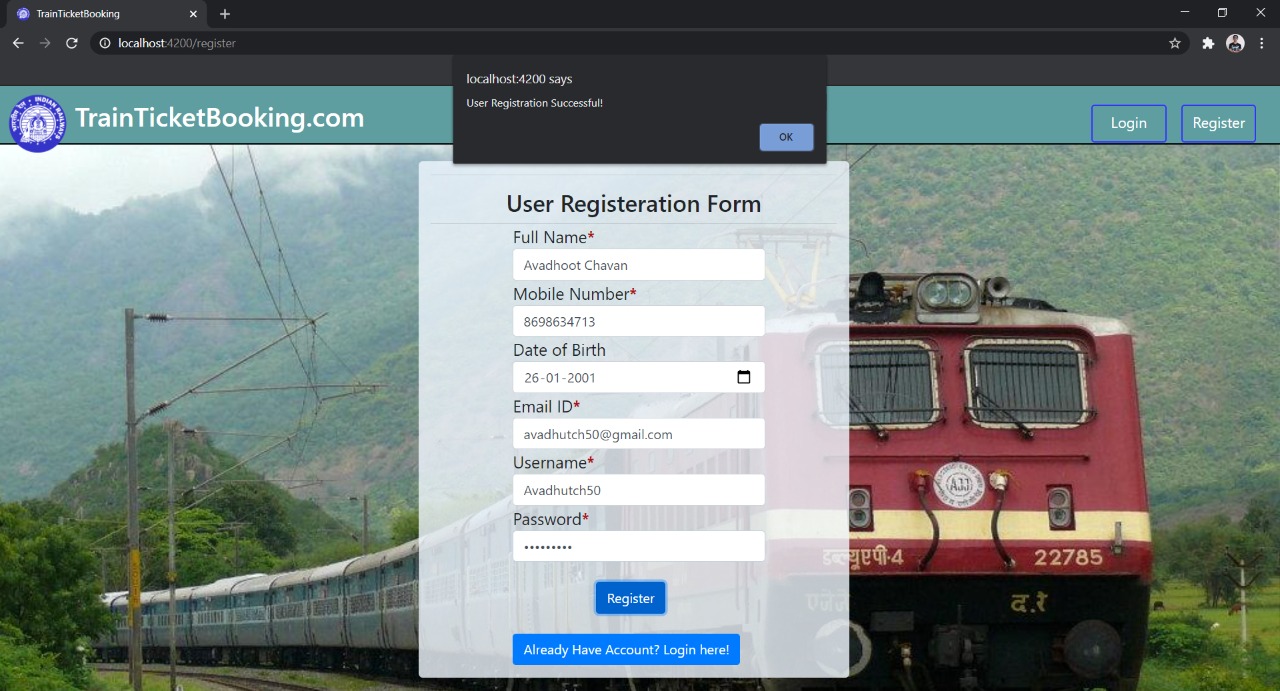 TrainTicketBooking
localhost:4200/register
localhost:4200 says
User Registration Successful!
OK
TrainTicketBooking.com
Login
Register
User Registeration Form
Full Name*
Avadhoot Chavan
Mobile Number*
8698634713
Date of Birth
26-01-2001
Email ID*
avadhutch50@gmail.com
Username*
Avadhutch50
Password*
•••••••••
Register
Already Have Account? Login here!
AJJ
डब्ल्यूएपी-4
22785
द.रे